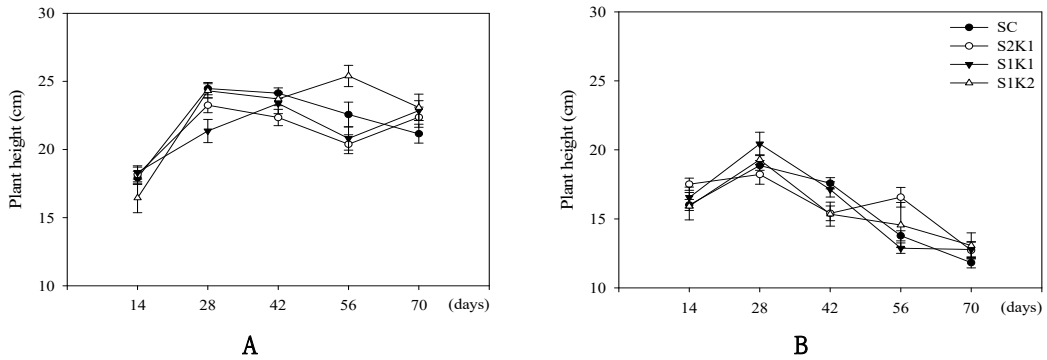 Plant height (cm)
30
25
20
15
10
14 28 42 56 70 (days)
A
Plant height (cm)
30
25
20
15
10
14 28 42 56 70 (days)
SC
S2K1
S1K1
S1K2
B